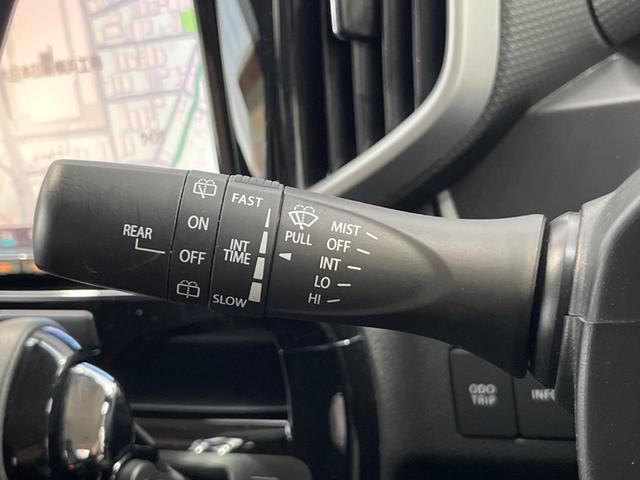 REAR
ON
OFF
FAST
INT
TIME
SLOW
PULL
MIST
OFF
INT
LO
HI
ODO
TRIP
INFO